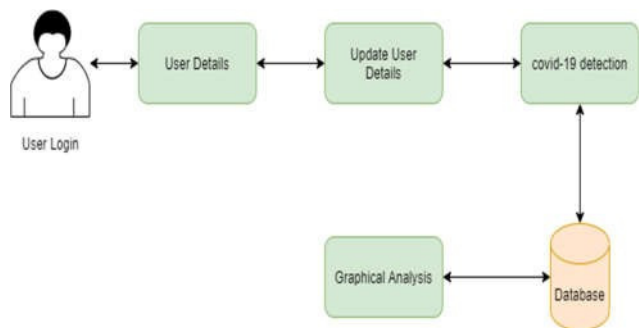 User Details
Update User
Details
covid-19 detection
User Login
Graphical Analysis
Database